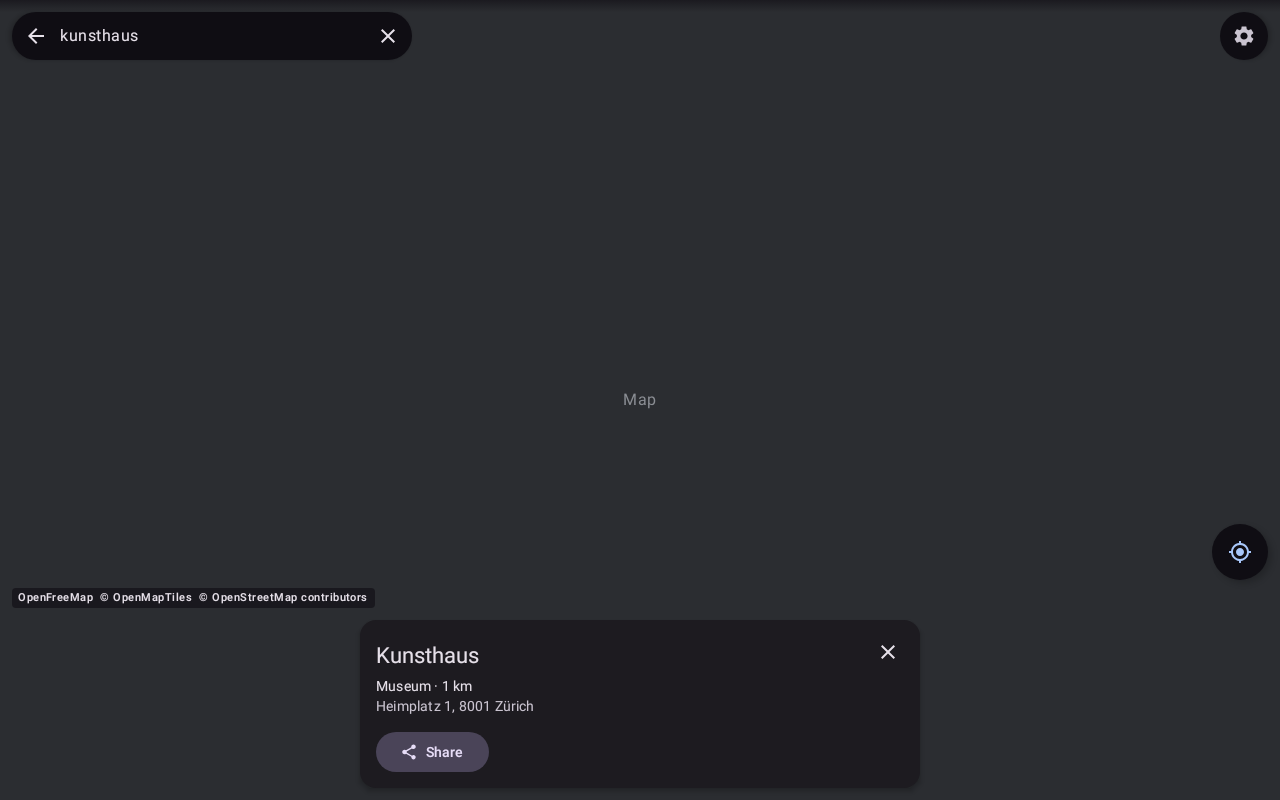 kunsthaus
Map
OpenFreeMap © OpenMapTiles © OpenStreetMap contributors
Kunsthaus
Museum · 1 km
Heimplatz 1, 8001 Zürich
Share